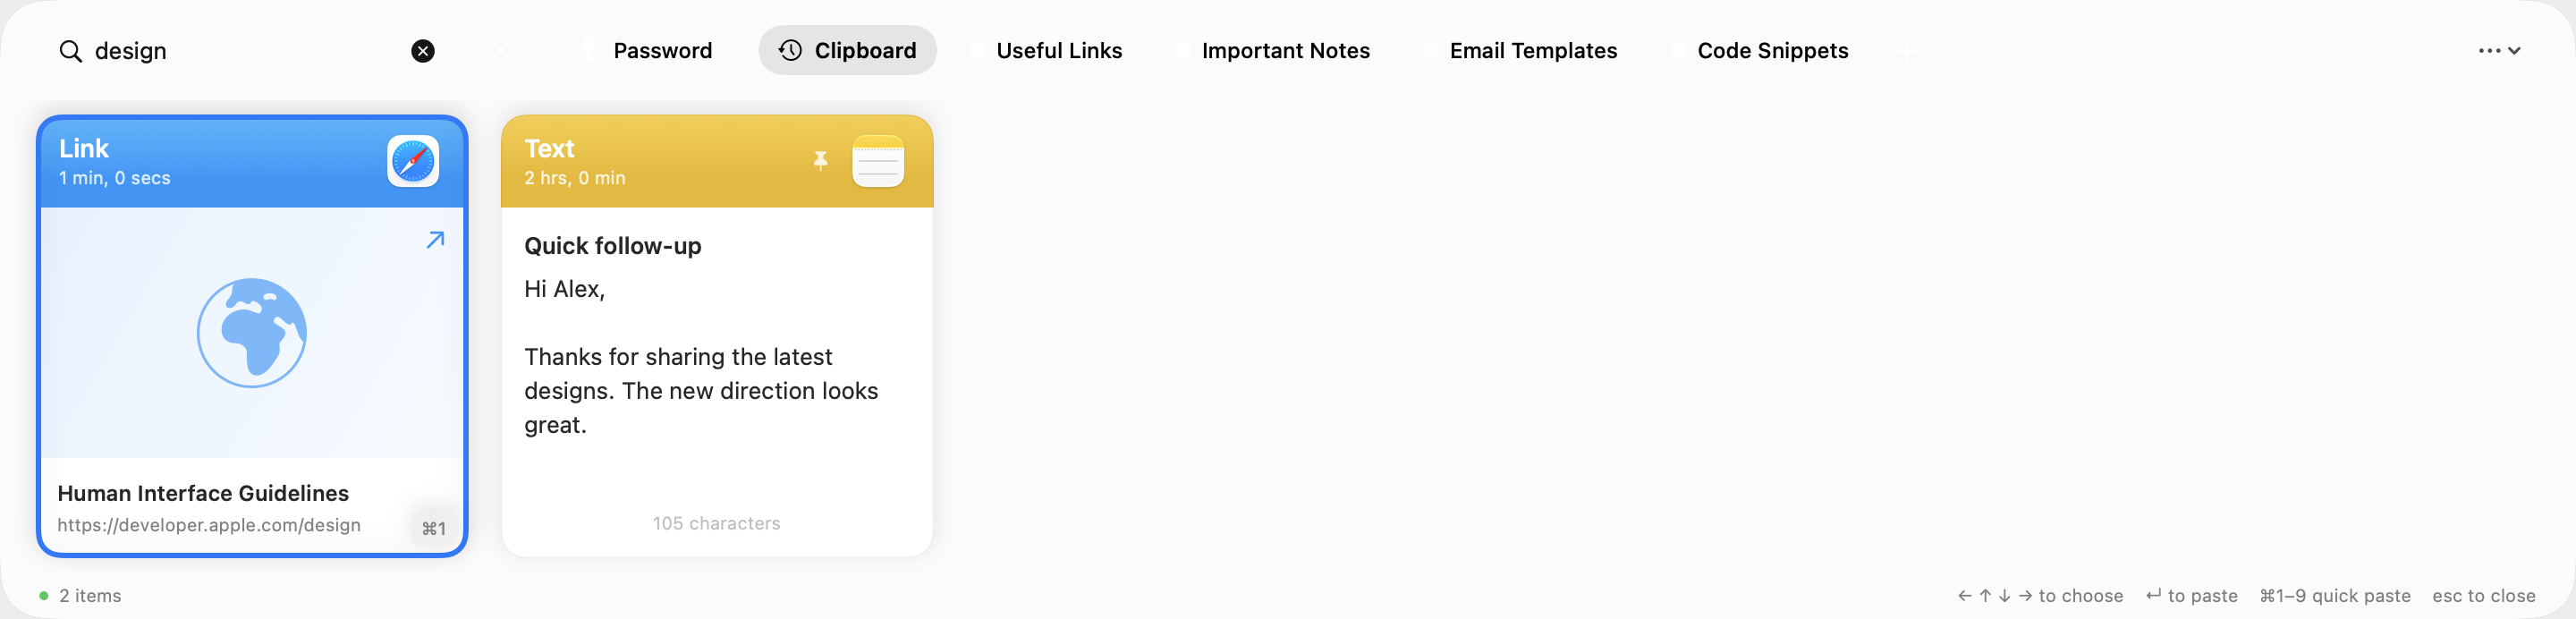 design
Password
Clipboard
Useful Links
Important Notes
Email Templates
Code Snippets
Link
1 min, 0 secs
Human Interface Guidelines
https://developer.apple.com/design
⌘1
Text
2 hrs, 0 min
Quick follow-up
Hi Alex,
Thanks for sharing the latest
designs. The new direction looks
great.
105 characters
2 items
← ↑ ↓ → to choose
↵ to paste
⌘1–9 quick paste
esc to close